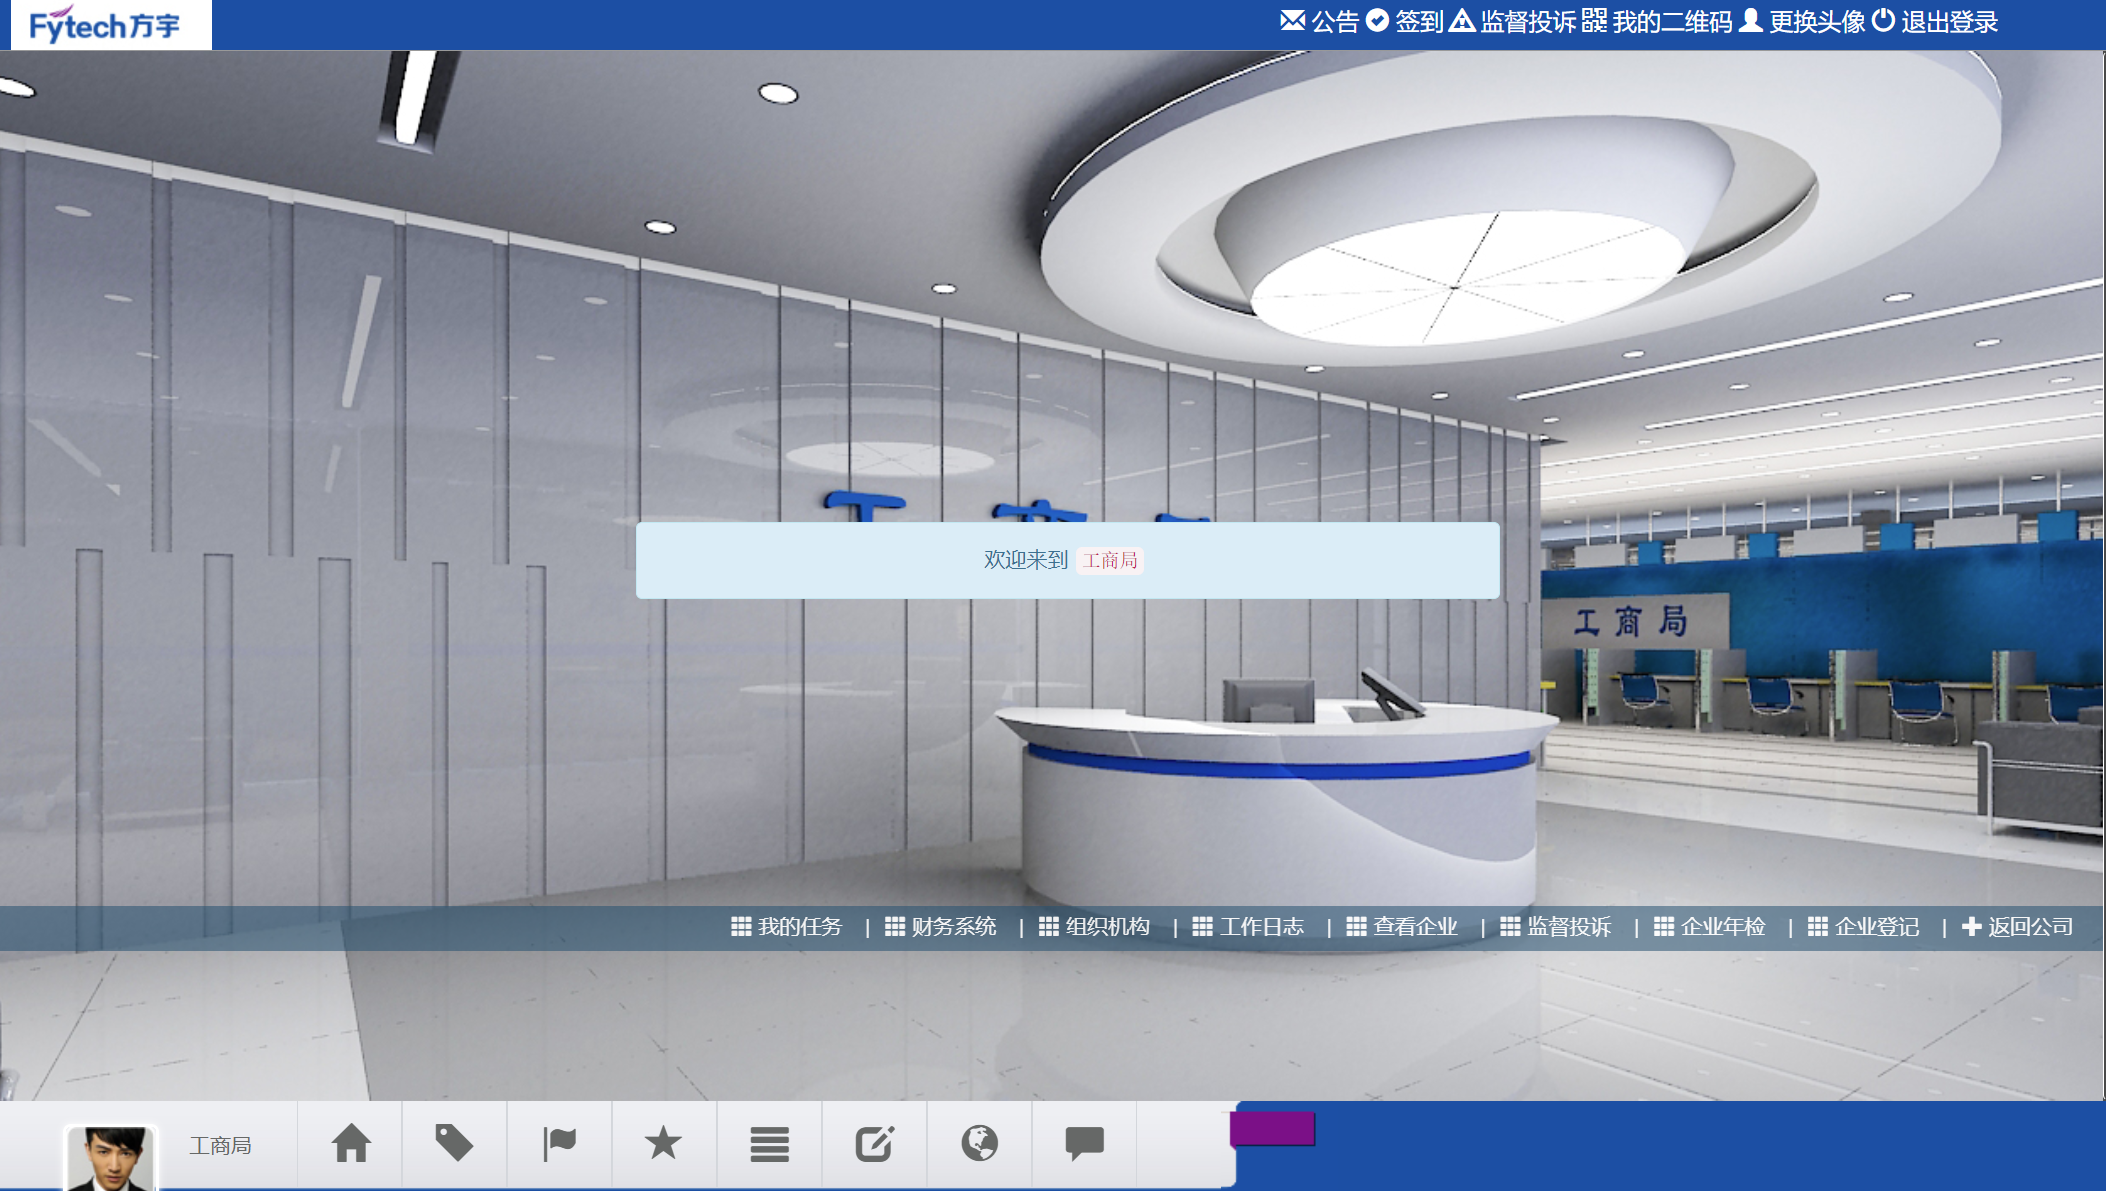 Fytech方宇
公告 签到 监督投诉 我的二维码 更换头像 退出登录
工商局
欢迎来到 工商局
工商局
我的任务 | 财务系统 | 组织机构 | 工作日志 | 查看企业 | 监督投诉 | 企业年检 | 企业登记 | 返回公司
工商局